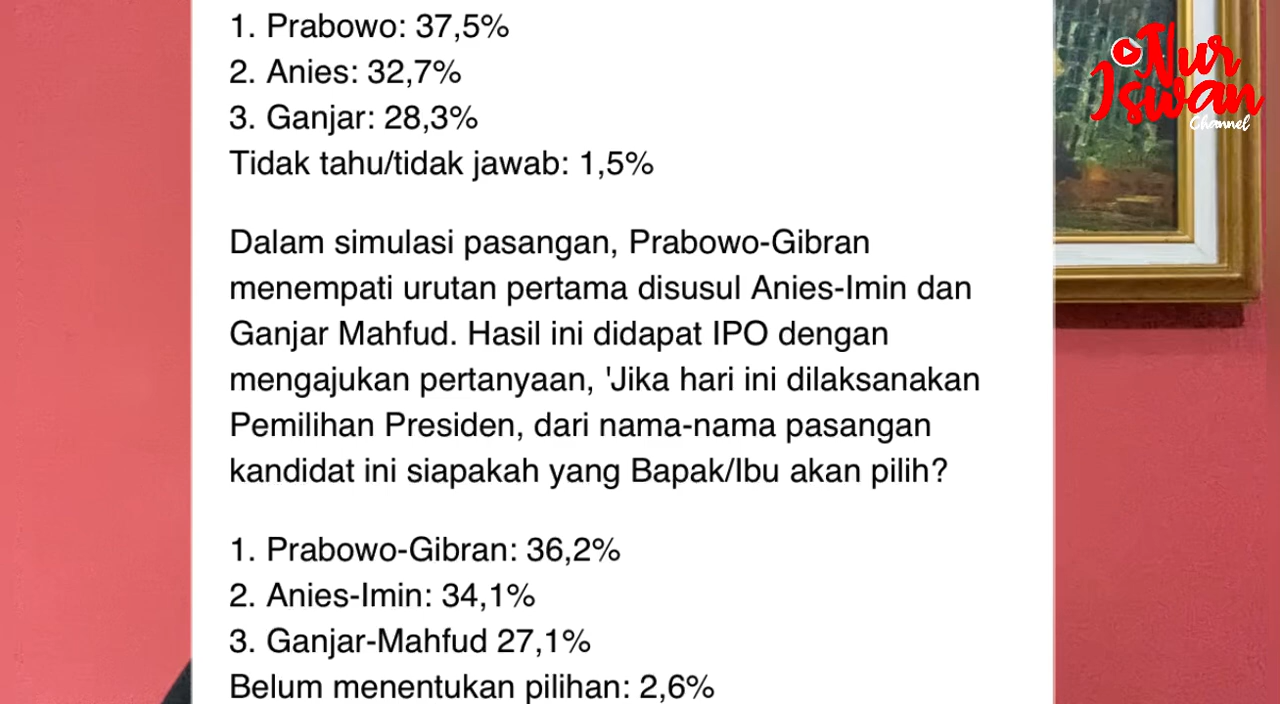 1. Prabowo: 37,5%
2. Anies: 32,7%
3. Ganjar: 28,3%
Tidak tahu/tidak jawab: 1,5%
Dalam simulasi pasangan, Prabowo-Gibran
menempati urutan pertama disusul Anies-Imin dan
Ganjar Mahfud. Hasil ini didapat IPO dengan
mengajukan pertanyaan, 'Jika hari ini dilaksanakan
Pemilihan Presiden, dari nama-nama pasangan
kandidat ini siapakah yang Bapak/Ibu akan pilih?
1. Prabowo-Gibran: 36,2%
2. Anies-Imin: 34,1%
3. Ganjar-Mahfud 27,1%
Belum menentukan pilihan: 2,6%
Nur
Iswan
Channel